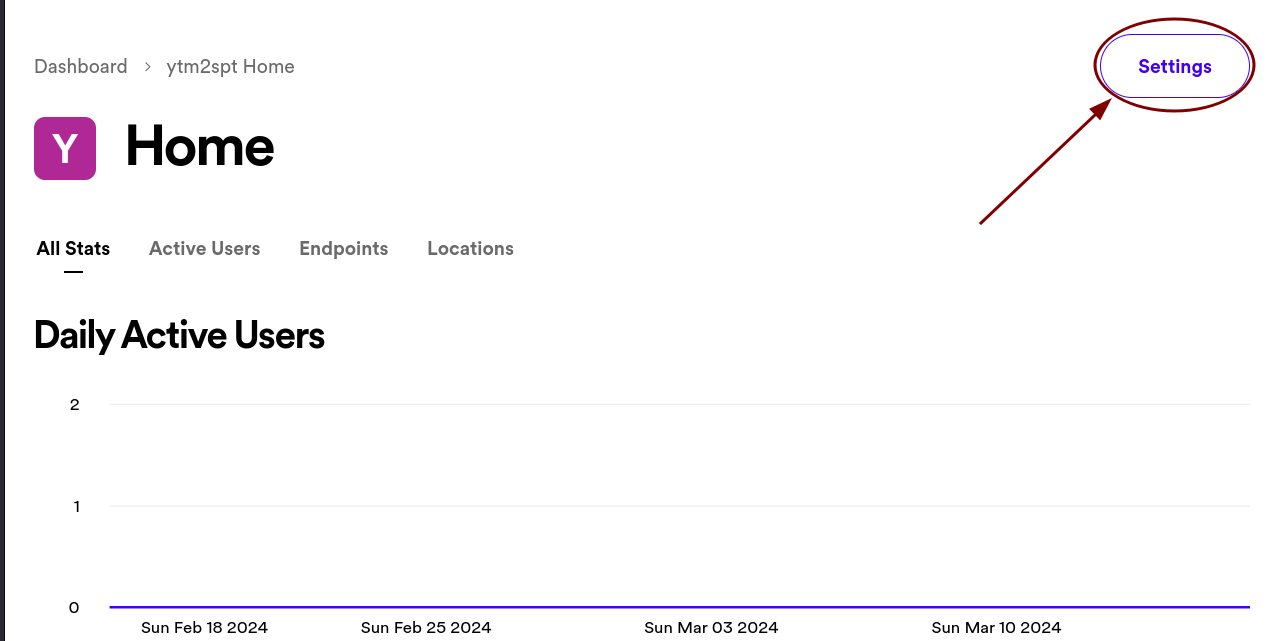 Dashboard > ytm2spt Home
Settings
Y
Home
All Stats Active Users Endpoints Locations
Daily Active Users
2
1
0
Sun Feb 18 2024 Sun Feb 25 2024 Sun Mar 03 2024 Sun Mar 10 2024